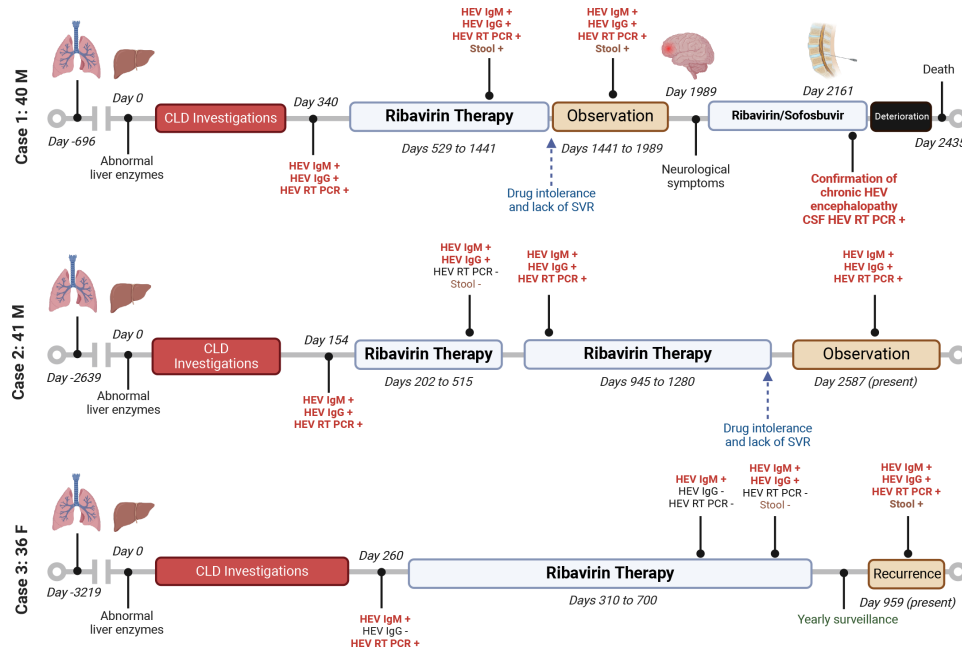 Case 1: 40 M
Day -696
Day 0
Abnormal
liver enzymes
CLD Investigations
Day 340
HEV IgM +
HEV IgG +
HEV RT PCR +
Ribavirin Therapy
Days 529 to 1441
HEV IgM +
HEV IgG +
HEV RT PCR +
Stool +
Drug intolerance
and lack of SVR
HEV IgM +
HEV IgG +
HEV RT PCR +
Stool +
Observation
Days 1441 to 1989
Day 1989
Neurological
symptoms
Day 2161
Ribavirin/Sofosbuvir
Confirmation of
chronic HEV
encephalopathy
CSF HEV RT PCR +
Deterioration
Death
Day 2435
Case 2: 41 M
Day -2639
Day 0
Abnormal
liver enzymes
CLD
Investigations
Day 154
HEV IgM +
HEV IgG +
HEV RT PCR +
HEV IgM +
HEV IgG +
HEV RT PCR -
Stool -
Ribavirin Therapy
Days 202 to 515
HEV IgM +
HEV IgG +
HEV RT PCR +
Ribavirin Therapy
Days 945 to 1280
Drug intolerance
and lack of SVR
HEV IgM +
HEV IgG +
HEV RT PCR +
Observation
Day 2587 (present)
Case 3: 36 F
Day -3219
Day 0
Abnormal
liver enzymes
CLD Investigations
Day 260
HEV IgM +
HEV IgG -
HEV RT PCR +
Ribavirin Therapy
Days 310 to 700
HEV IgM +
HEV IgG -
HEV RT PCR -
HEV IgM +
HEV IgG +
HEV RT PCR -
Stool -
Yearly surveillance
HEV IgM +
HEV IgG +
HEV RT PCR +
Stool +
Recurrence
Day 959 (present)